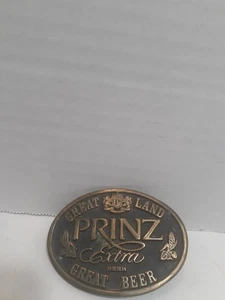 GREAT LAND
PRINZ
Extra
GREAT BEER